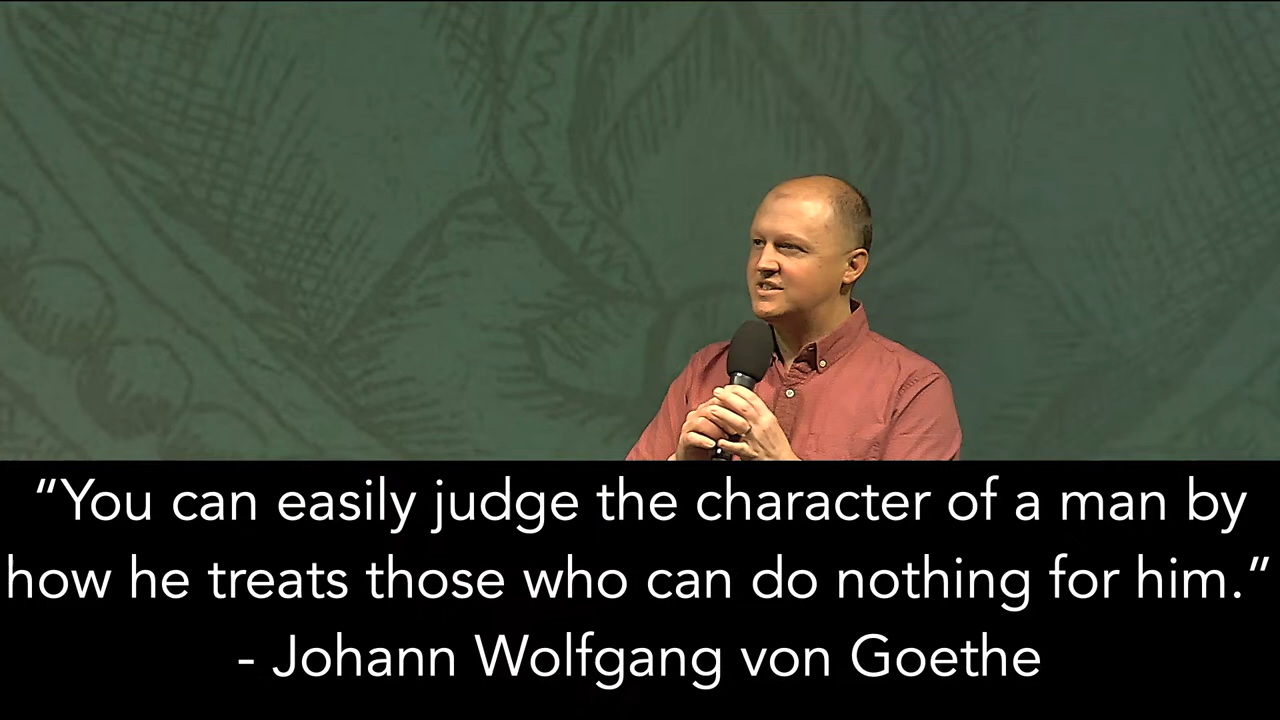 “You can easily judge the character of a man by
how he treats those who can do nothing for him.”
- Johann Wolfgang von Goethe